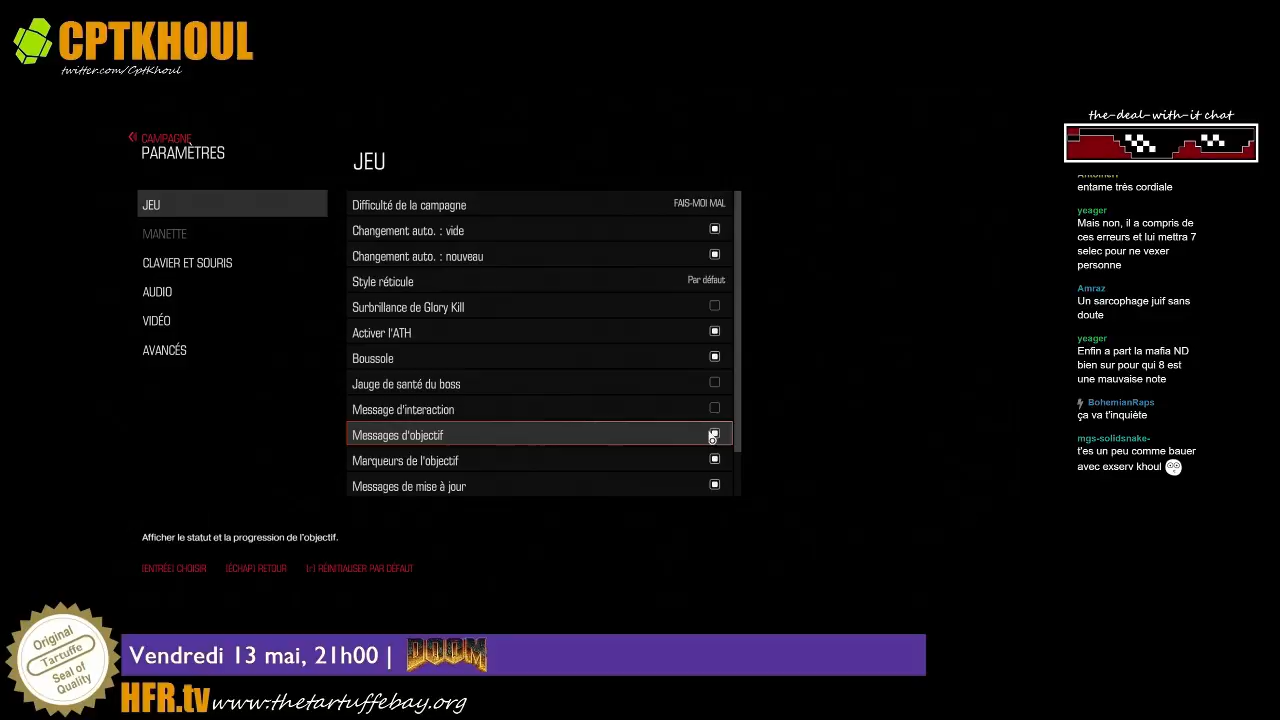 CPTKHOUL
twitter.com/CptKhoul
CAMPAGNE
PARAMÈTRES
JEU
MANETTE
CLAVIER ET SOURIS
AUDIO
VIDÉO
AVANCÉS
JEU
Difficulté de la campagne FAIS-MOI MAL
Changement auto. : vide
Changement auto. : nouveau
Style réticule Par défaut
Surbrillance de Glory Kill
Activer l'ATH
Boussole
Jauge de santé du boss
Message d'interaction
Messages d'objectif
Marqueurs de l'objectif
Messages de mise à jour
Afficher le statut et la progression de l'objectif.
[ENTRÉE] CHOISIR [ÉCHAP] RETOUR [r] RÉINITIALISER PAR DÉFAUT
the-deal-with-it chat
entame très cordiale
yeager
Mais non, il a compris de
ces erreurs et lui mettra 7
selec pour ne vexer
personne
Amraz
Un sarcophage juif sans
doute
yeager
Enfin a part la mafia ND
bien sur pour qui 8 est
une mauvaise note
BohemianRaps
ça va t'inquiète
mgs-solidsnake-
t'es un peu comme bauer
avec exserv khoul
Original
Tartuffe
Seal of
Quality
Vendredi 13 mai, 21h00 | DOOM
HFR.tv www.thetartuffebay.org